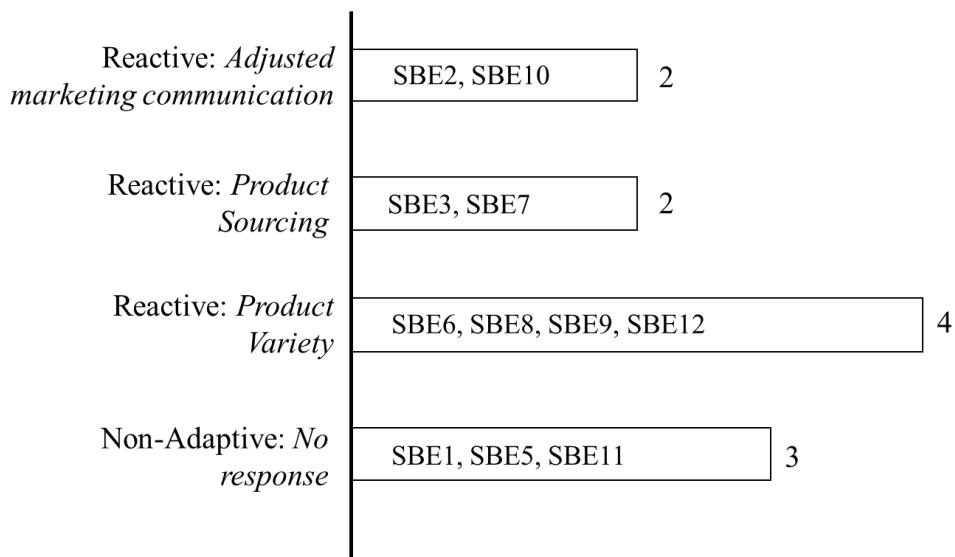 Reactive: Adjusted
marketing communication
SBE2, SBE10
2
Reactive: Product
Sourcing
SBE3, SBE7
2
Reactive: Product
Variety
SBE6, SBE8, SBE9, SBE12
4
Non-Adaptive: No
response
SBE1, SBE5, SBE11
3